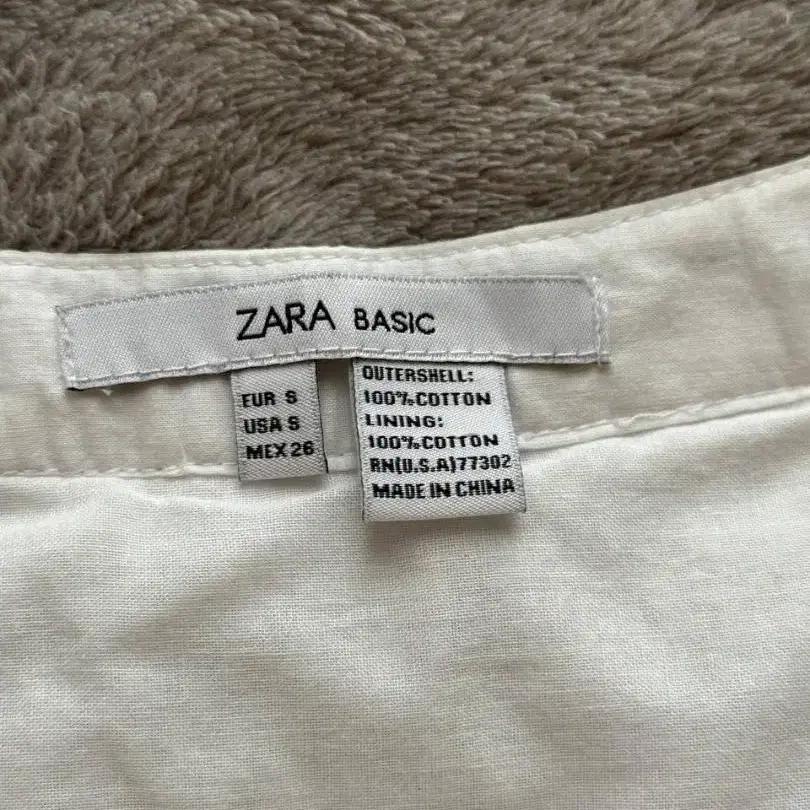 ZARA BASIC
EUR S
USA S
MEX 26
OUTERSHELL:
100%COTTON
LINING:
100%COTTON
RN(U.S.A)77302
MADE IN CHINA